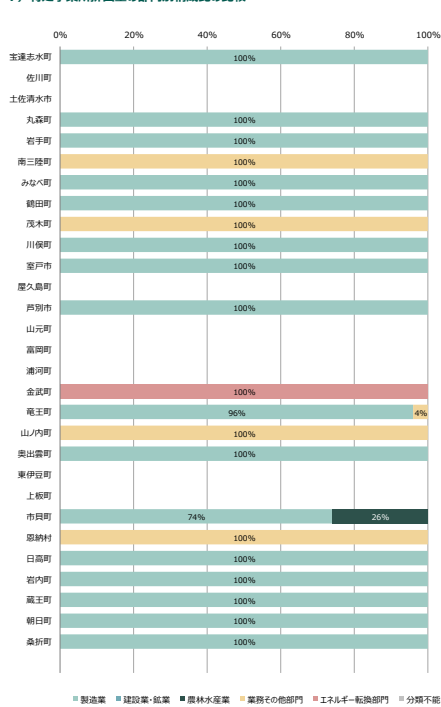 0% 20% 40% 60% 80% 100%
宝達志水町 100%
佐川町
土佐清水市
丸森町 100%
岩手町 100%
南三陸町 100%
みなべ町 100%
鶴田町 100%
茂木町 100%
川俣町 100%
室戸市 100%
屋久島町
芦別市 100%
山元町
富岡町
浦河町
金武町 100%
竜王町 96% 4%
山ノ内町 100%
奥出雲町 100%
東伊豆町
上板町
市貝町 74% 26%
恩納村 100%
日高町 100%
岩内町 100%
蔵王町 100%
朝日町 100%
桑折町 100%
製造業 建設業・鉱業 農林水産業 業務その他部門 エネルギー転換部門 分類不能